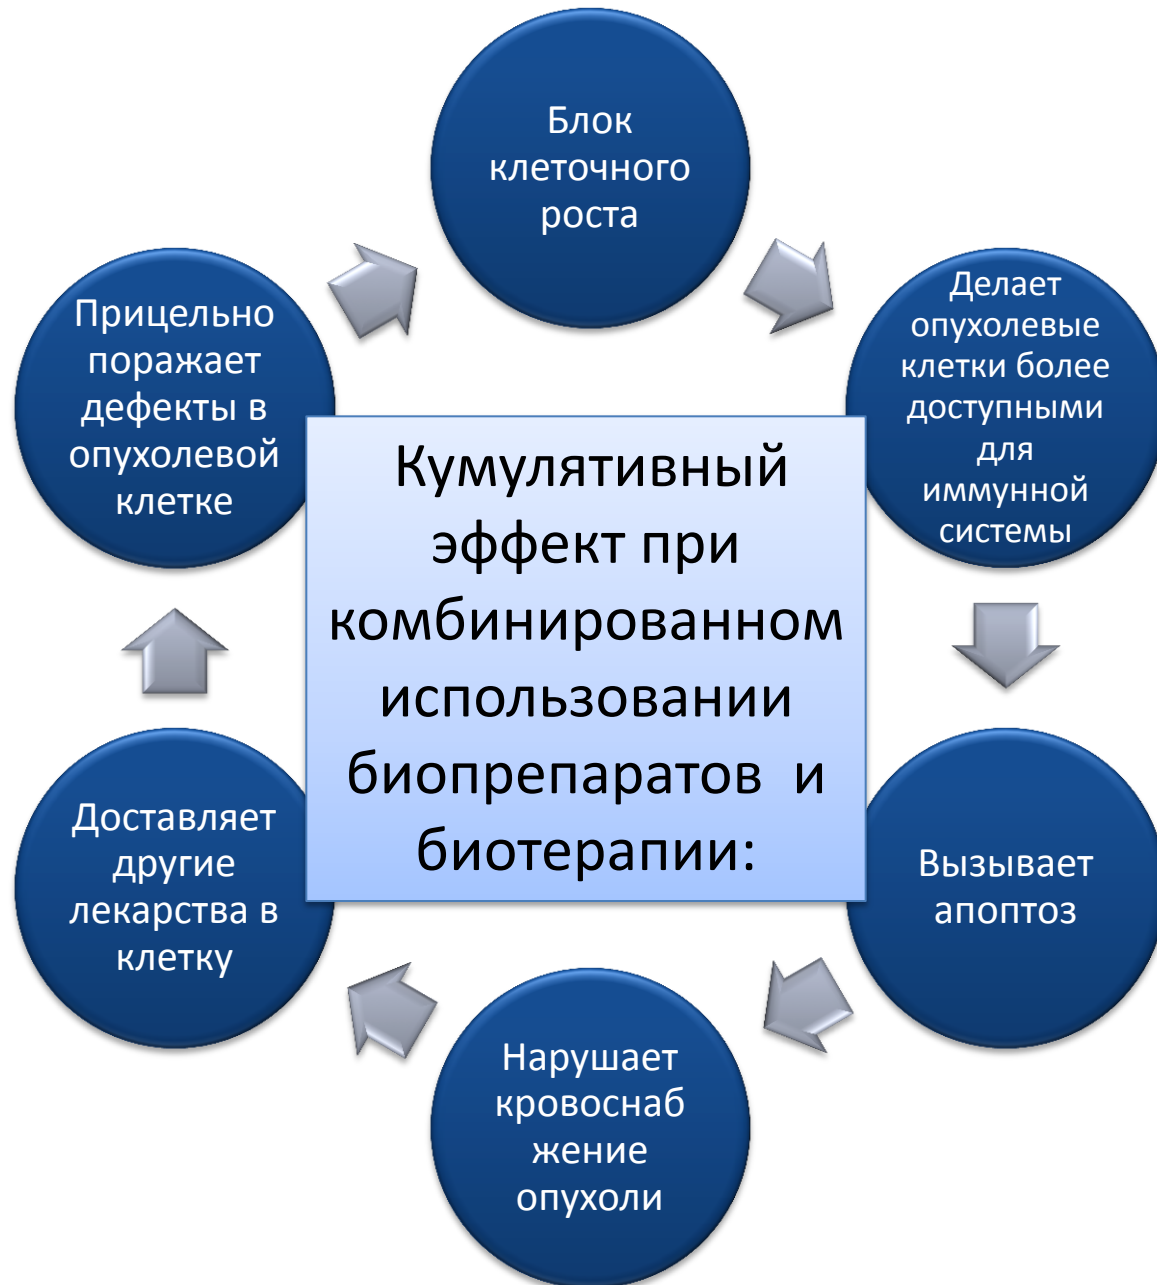 Блок
клеточного
роста
Делает
опухолевые
клетки более
доступными
для
иммунной
системы
Вызывает
апоптоз
Нарушает
кровоснаб
жение
опухоли
Доставляет
другие
лекарства в
клетку
Прицельно
поражает
дефекты в
опухолевой
клетке
Кумулятивный
эффект при
комбинированном
использовании
биопрепаратов и
биотерапии: